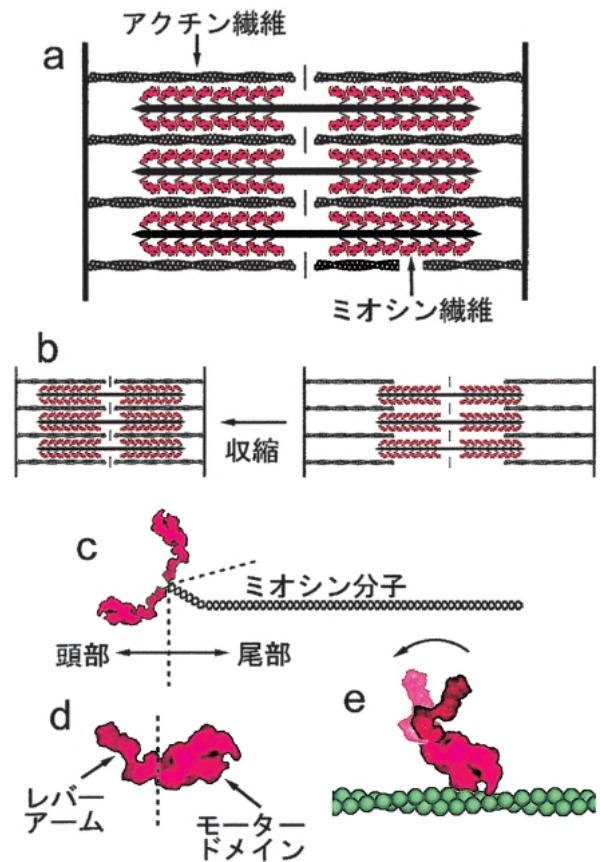 アクチン繊維
a
ミオシン繊維
b
収縮
c
ミオシン分子
頭部
尾部
d
e
レバー
アーム
モーター
ドメイン